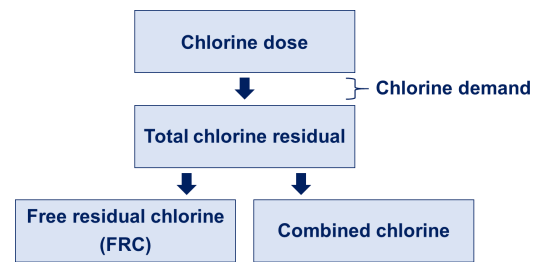 Chlorine dose
Chlorine demand
Total chlorine residual
Free residual chlorine
(FRC)
Combined chlorine